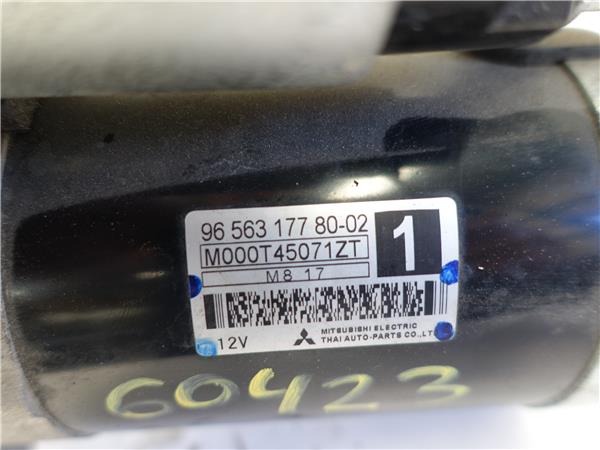 96 563 177 80-02
1
M000T45071ZT
M8 17
12V
MITSUBISHI ELECTRIC
THAI AUTO-PARTS CO.,LTD
60423